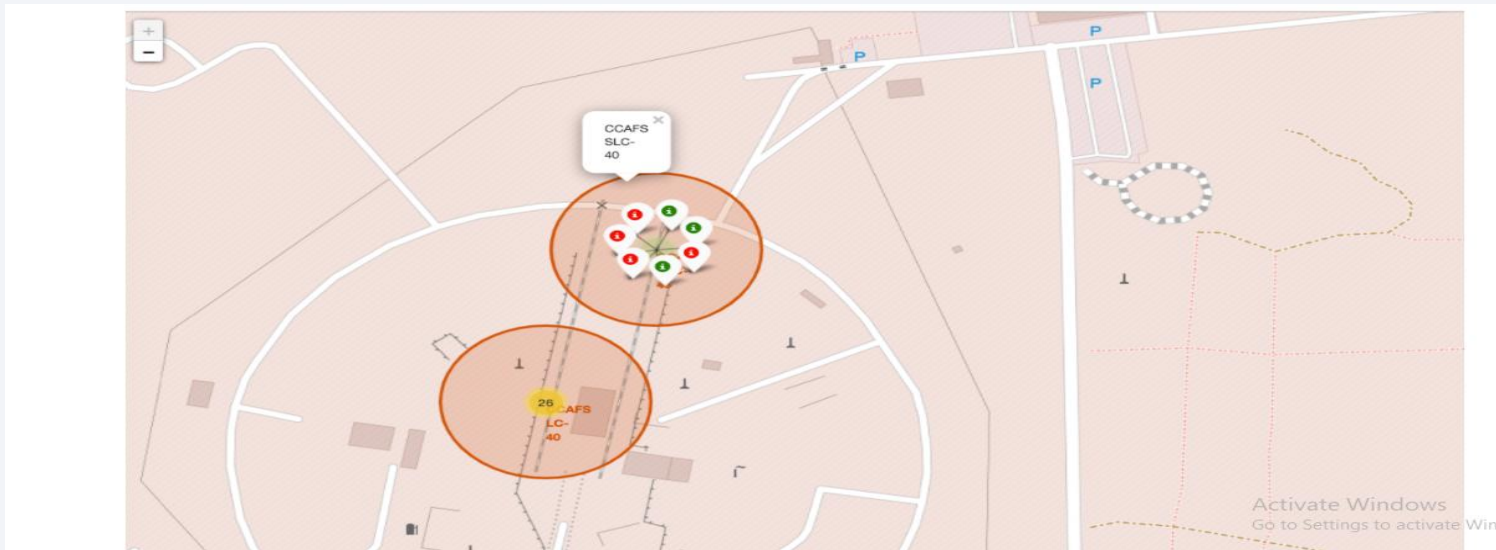 +
−
P
P
P
CCAFS
SLC-
40
×
26
CCAFS
LC-
40
Activate Windows
Go to Settings to activate Win